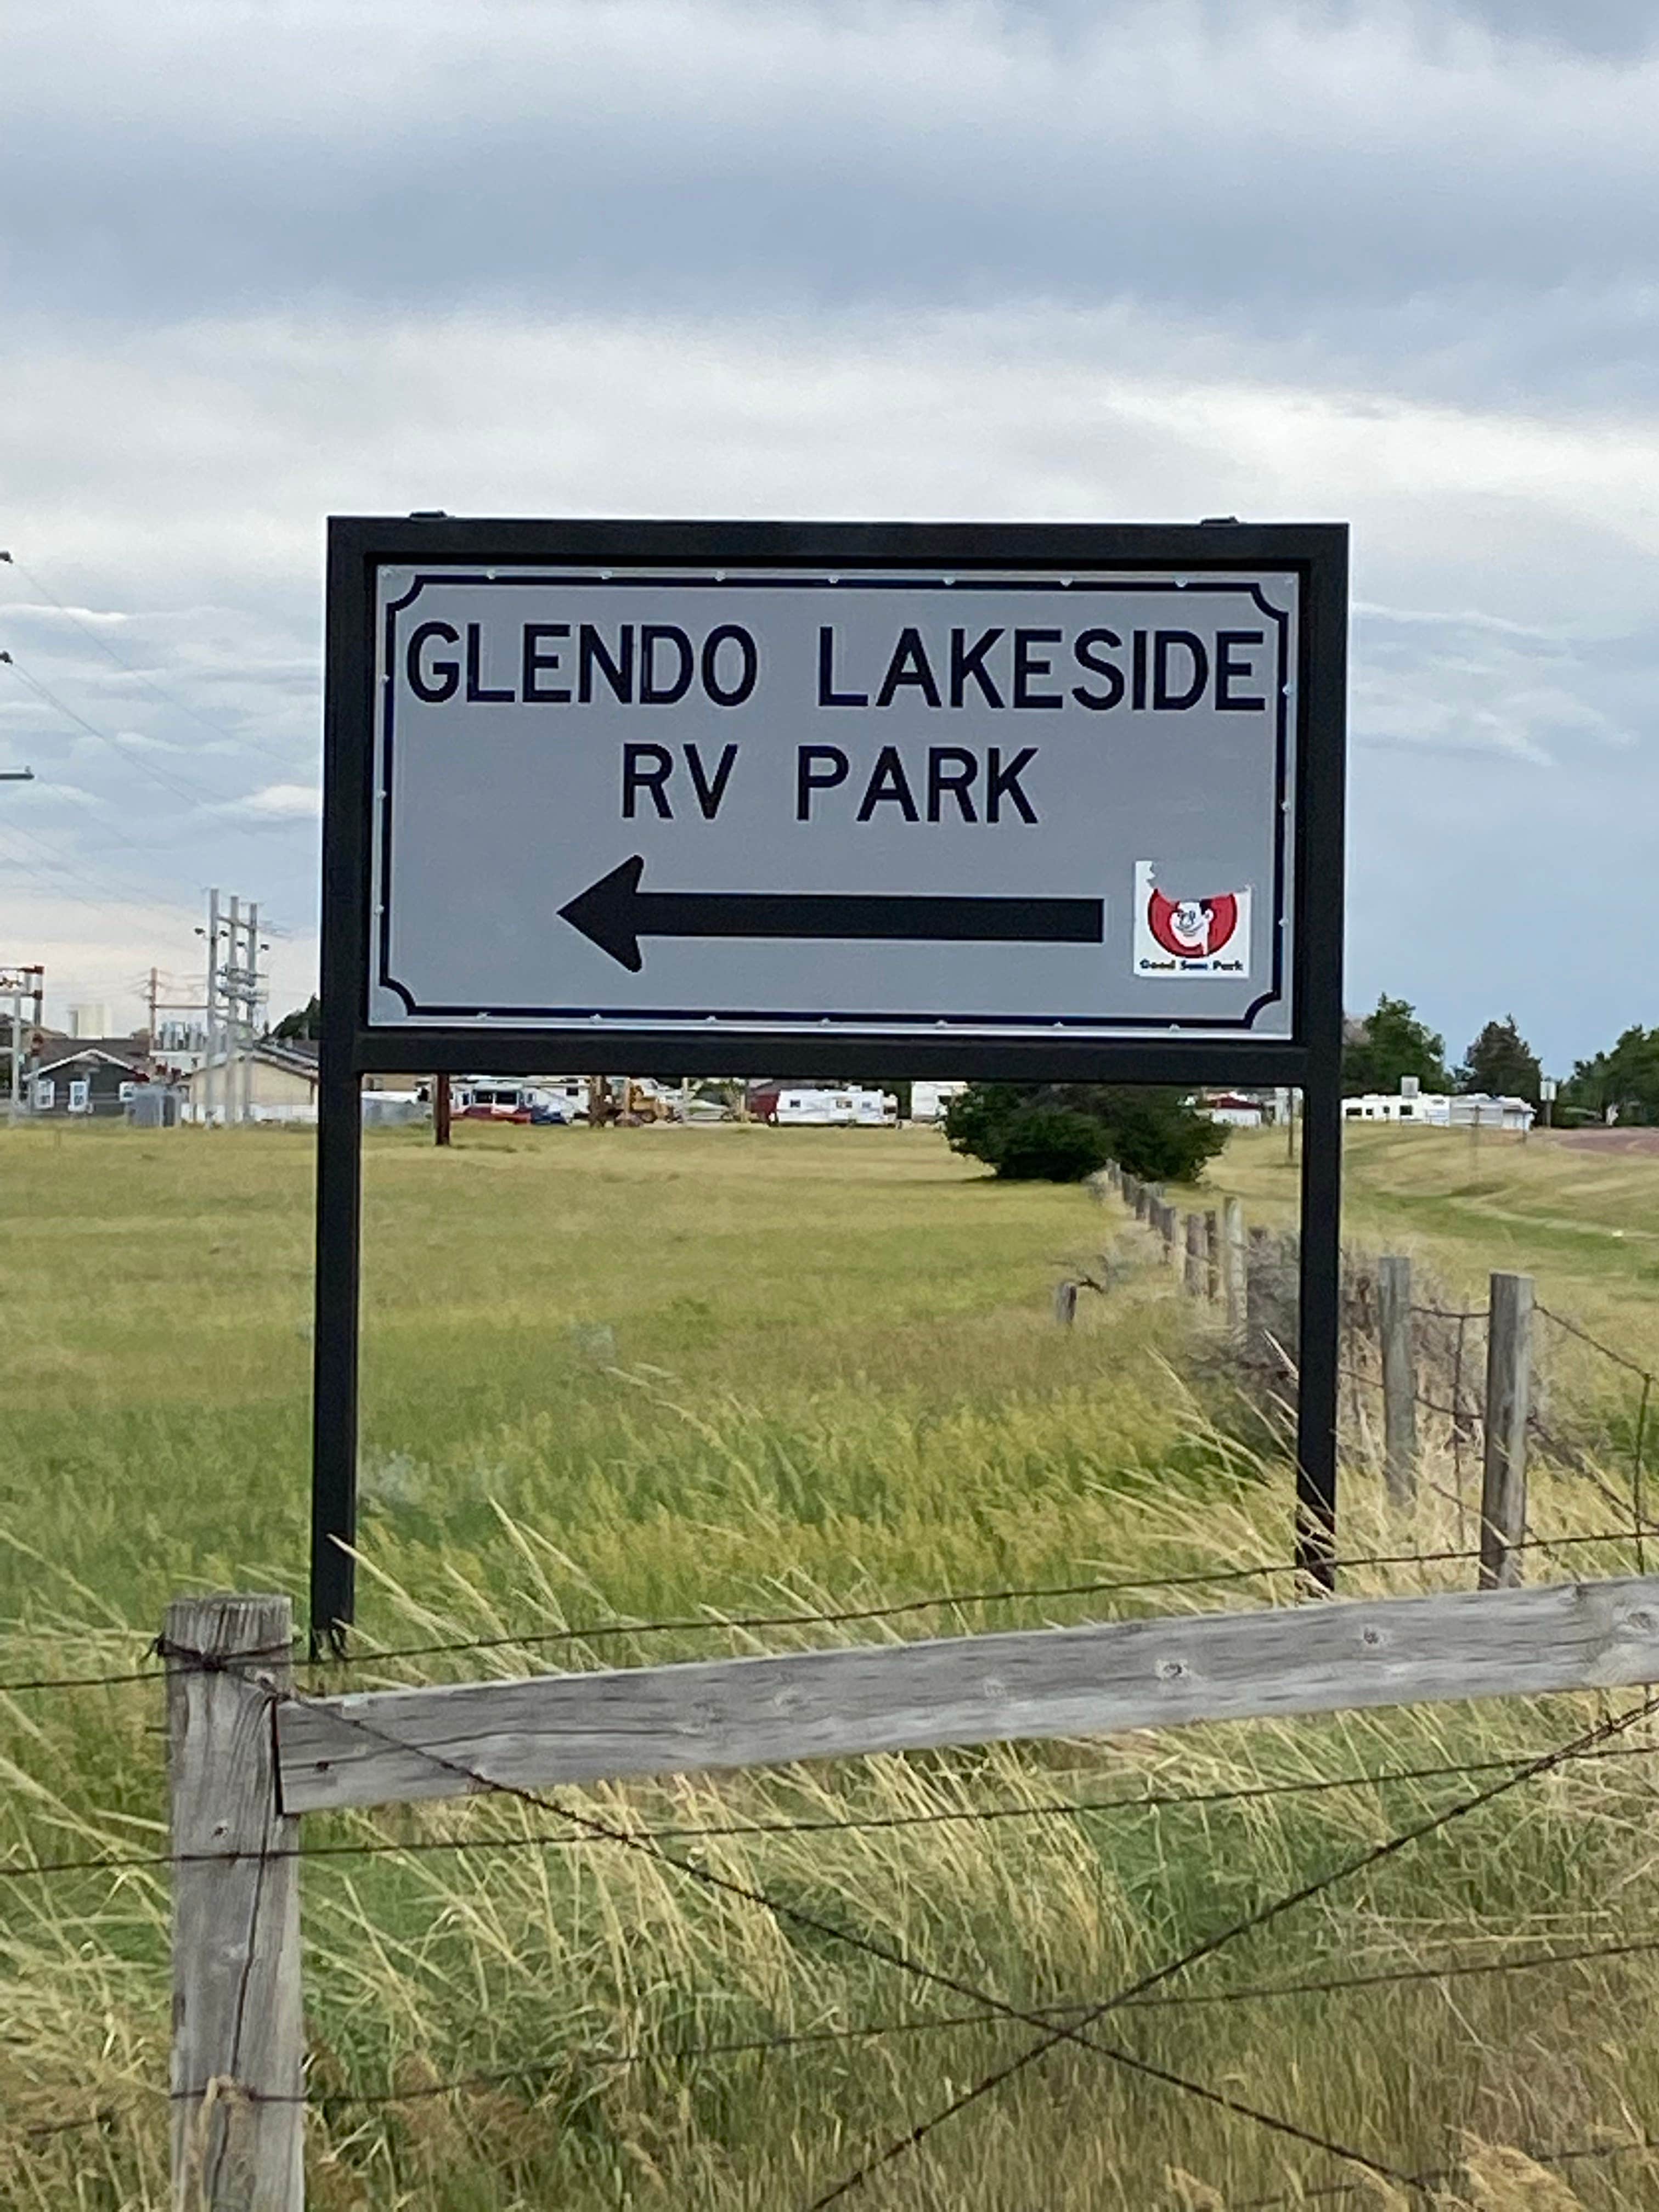 GLENDO LAKESIDE
RV PARK
Good Sam Park